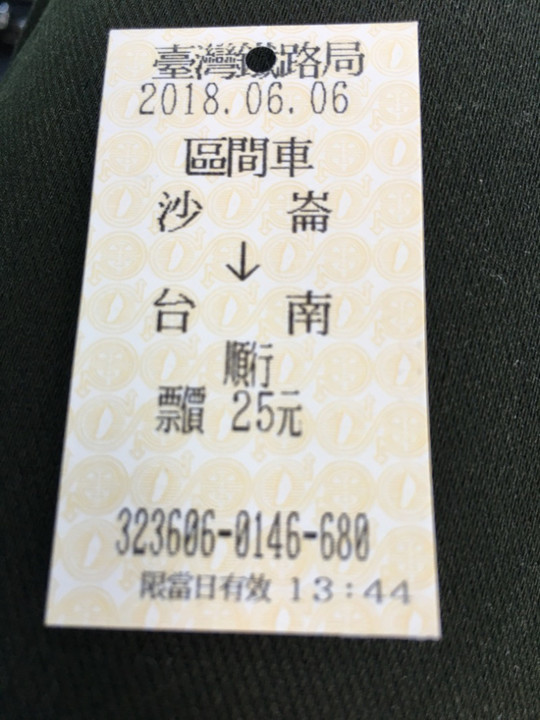 臺灣鐵路局
2018.06.06
區間車
沙 崙
↓
台 南
順行
票價 25元
323606-0146-680
限當日有效 13:44